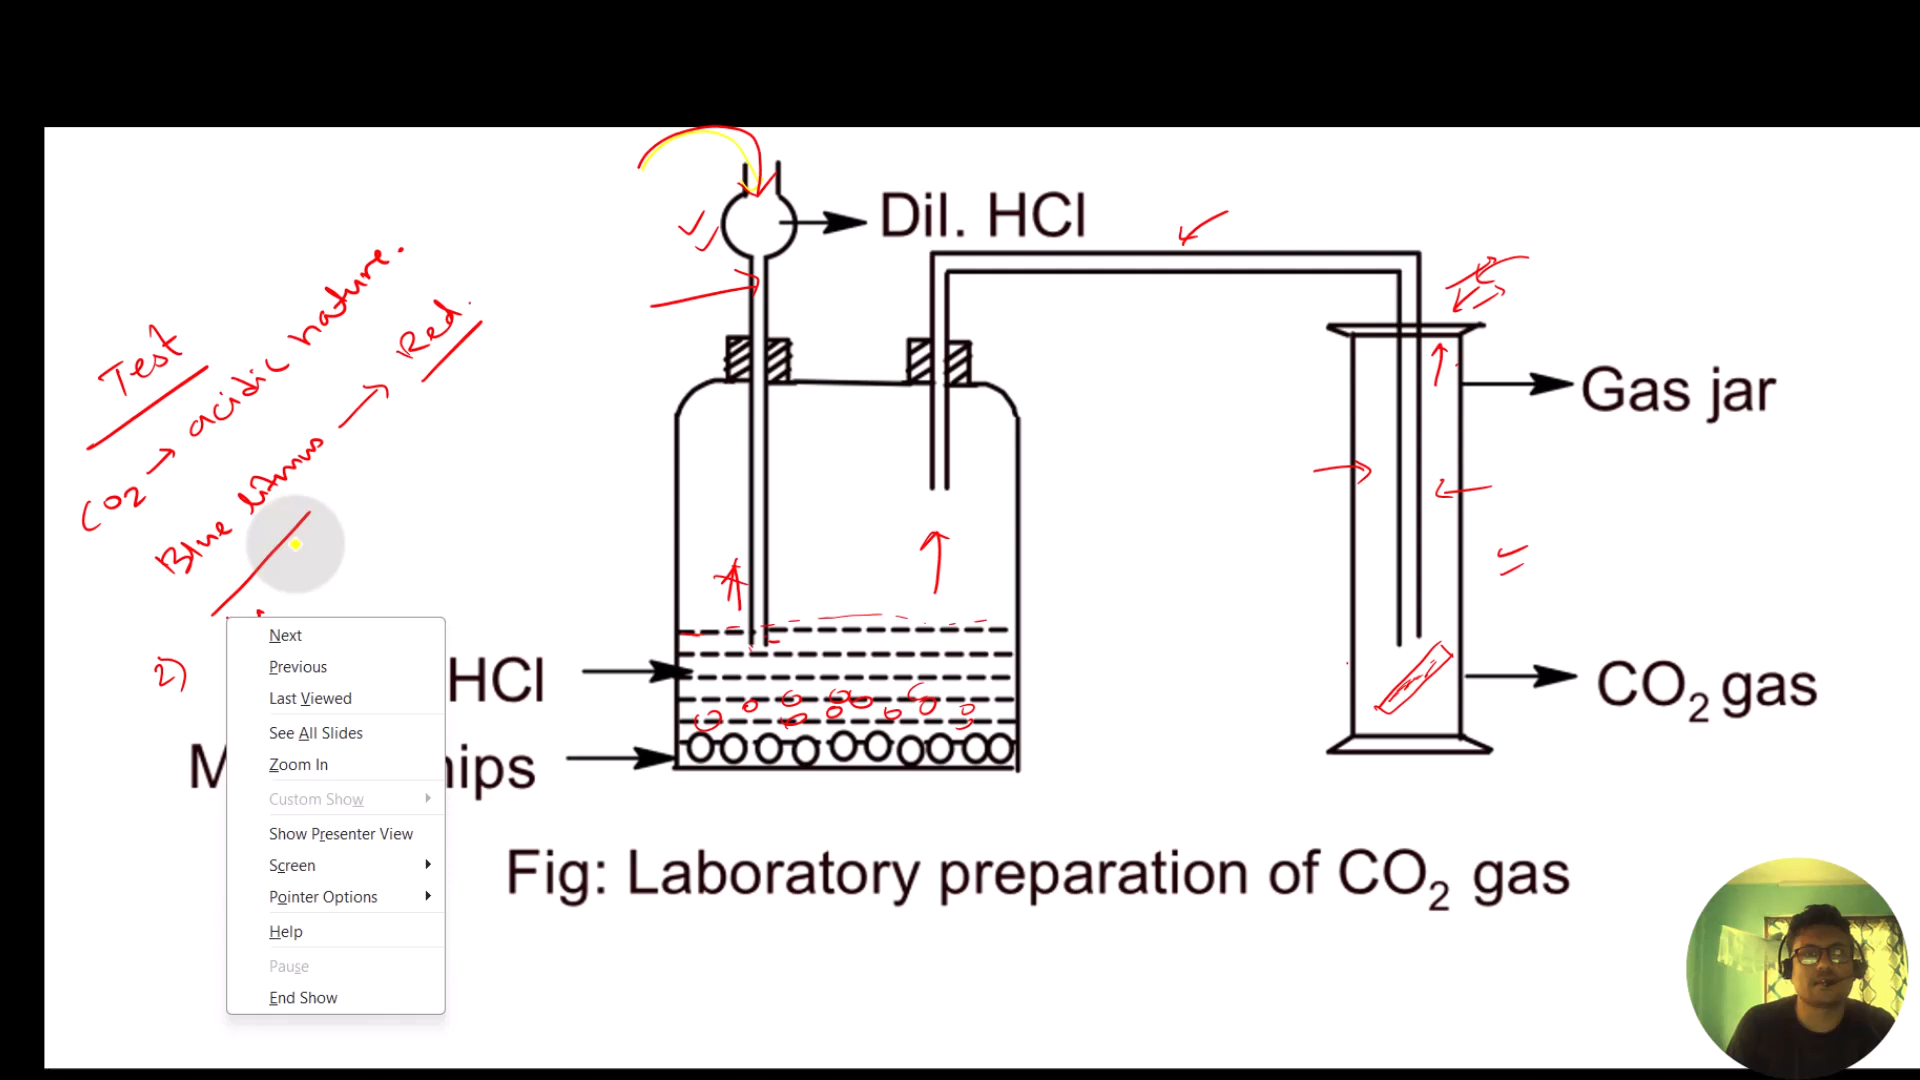 Dil. HCl
Test
CO2 → acidic nature.
Blue litmus → Red.
Gas jar
2)
HCl
CO₂ gas
M
hips
Fig: Laboratory preparation of CO₂ gas
Next
Previous
Last Viewed
See All Slides
Zoom In
Custom Show
Show Presenter View
Screen
Pointer Options
Help
Pause
End Show